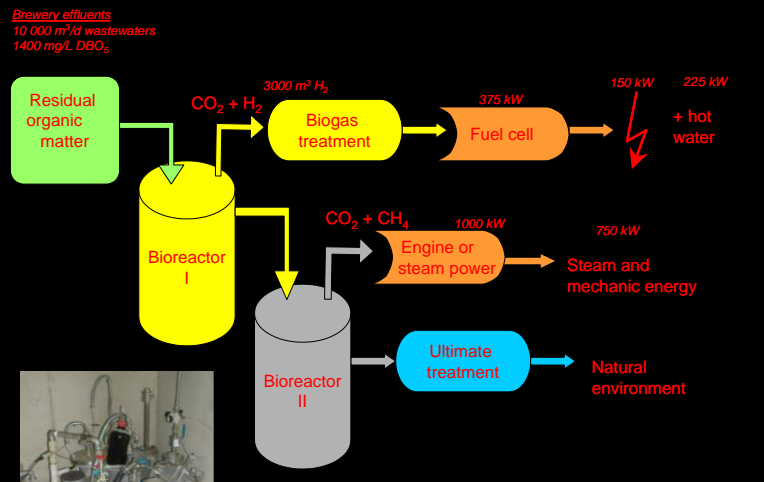 Brewery effluents
10 000 m³/d wastewaters
1400 mg/L DBO₅
Residual
organic
matter
CO₂ + H₂
3000 m³ H₂
Biogas
treatment
375 kW
Fuel cell
150 kW
225 kW
+ hot
water
Bioreactor
I
CO₂ + CH₄
1000 kW
Engine or
steam power
750 kW
Steam and
mechanic energy
Bioreactor
II
Ultimate
treatment
Natural
environment